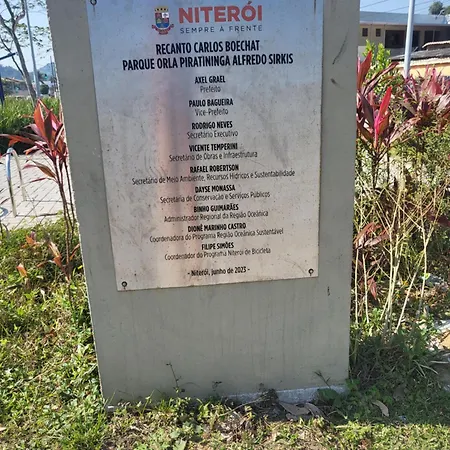 NITERÓI
SEMPRE À FRENTE
RECANTO CARLOS BOECHAT
PARQUE ORLA PIRATININGA ALFREDO SIRKIS
AXEL GRAEL
Prefeito
PAULO BAGUEIRA
Vice-Prefeito
RODRIGO NEVES
Secretário Executivo
VICENTE TEMPERINI
Secretário de Obras e Infraestrutura
RAFAEL ROBERTSON
Secretário de Meio Ambiente, Recursos Hídricos e Sustentabilidade
DAYSE MONASSA
Secretária de Conservação e Serviços Públicos
BINHO GUIMARÃES
Administrador Regional da Região Oceânica
DIONÊ MARINHO CASTRO
Coordenadora do Programa Região Oceânica Sustentável
FILIPE SIMÕES
Coordenador do Programa Niterói de Bicicleta
- Niterói, junho de 2023 -